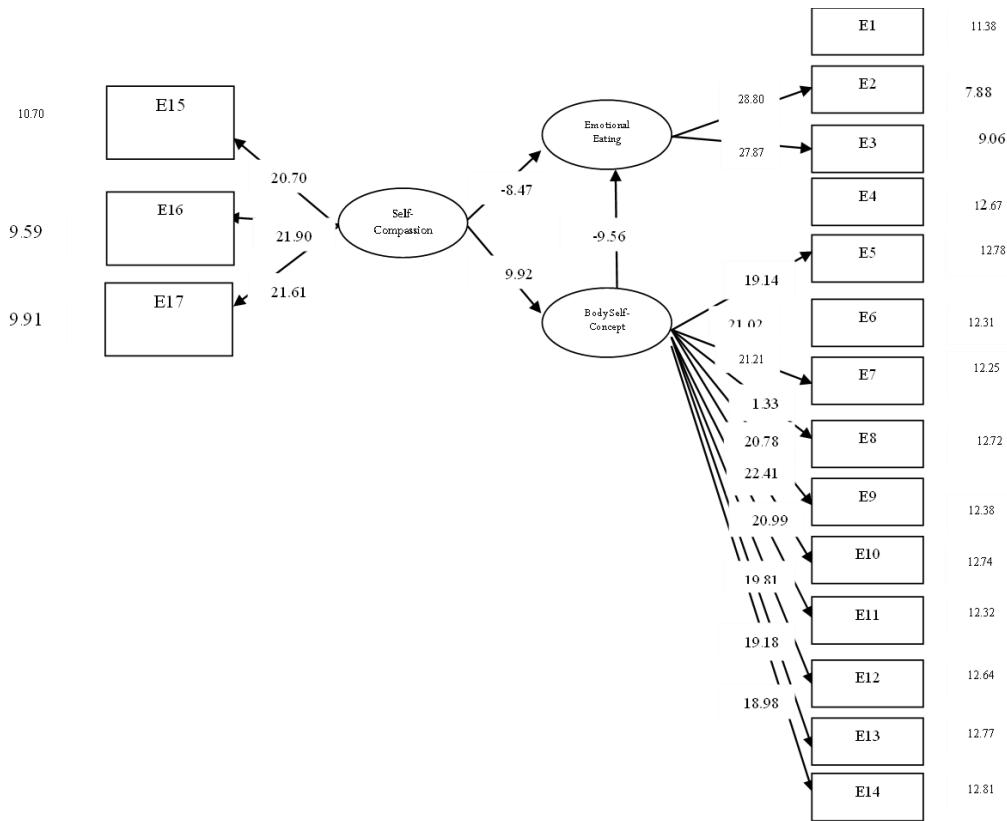 E1
11.38
E2
7.88
28.80
E3
9.06
27.87
E4
12.67
E5
12.78
19.14
E6
12.31
21.02
E7
12.25
21.21
E8
12.72
1.33
E9
12.38
20.78
E10
12.74
22.41
E11
12.32
20.99
E12
12.64
19.81
E13
12.77
19.18
E14
12.81
18.98
Emotional
Eating
-8.47
-9.56
9.92
Body Self-
Concept
Self-
Compassion
E15
10.70
20.70
E16
9.59
21.90
E17
9.91
21.61